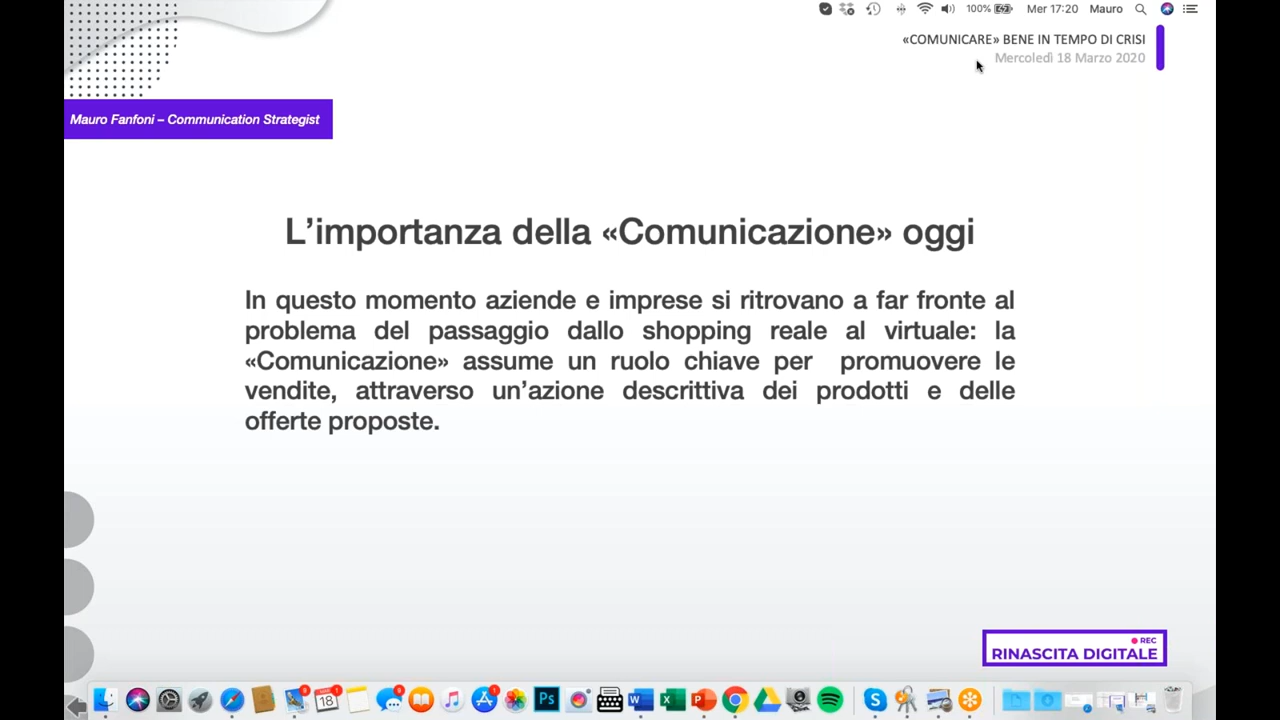 100% Mer 17:20 Mauro
«COMUNICARE» BENE IN TEMPO DI CRISI
Mercoledì 18 Marzo 2020
Mauro Fanfoni – Communication Strategist
L’importanza della «Comunicazione» oggi
In questo momento aziende e imprese si ritrovano a far fronte al
problema del passaggio dallo shopping reale al virtuale: la
«Comunicazione» assume un ruolo chiave per promuovere le
vendite, attraverso un’azione descrittiva dei prodotti e delle
offerte proposte.
REC
RINASCITA DIGITALE
18
Ps
W
X
P
S